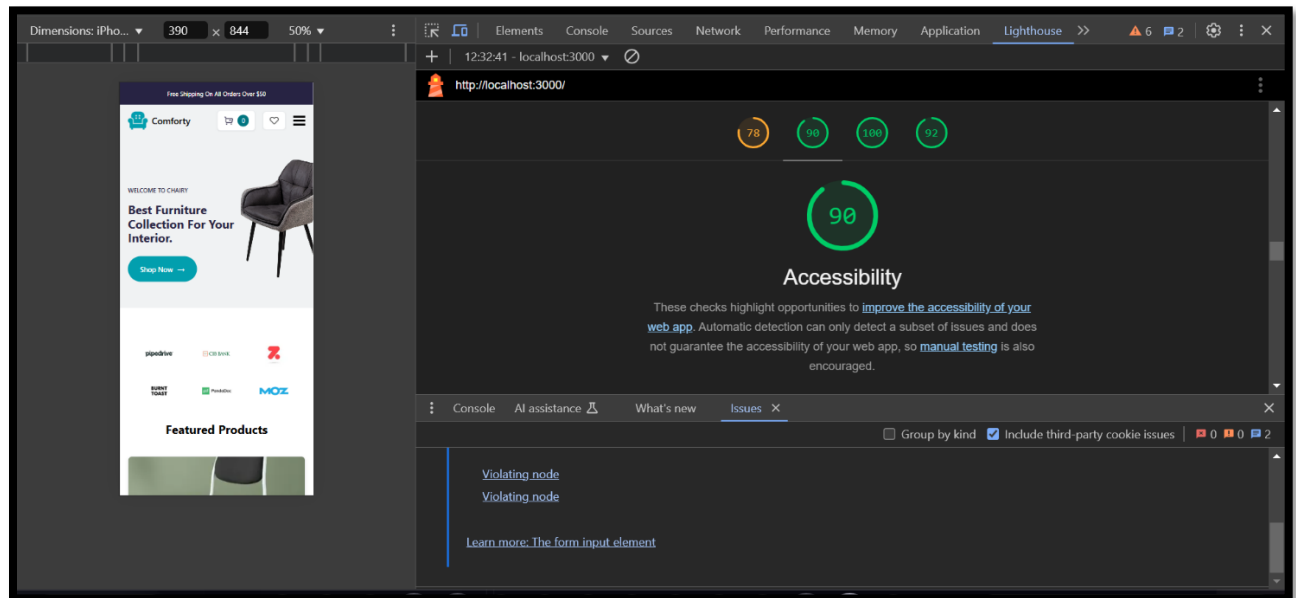 Dimensions: iPho... ▼ 390 × 844 50% ▼
Elements Console Sources Network Performance Memory Application Lighthouse >> 6 2
12:32:41 - localhost:3000 ▼
http://localhost:3000/
78 90 100 92
90
Accessibility
These checks highlight opportunities to improve the accessibility of your
web app. Automatic detection can only detect a subset of issues and does
not guarantee the accessibility of your web app, so manual testing is also
encouraged.
Console AI assistance What's new Issues ×
Group by kind Include third-party cookie issues 0 0 2
Violating node
Violating node
Learn more: The form input element
Free Shipping On All Orders Over $50
Comforty 0
WELCOME TO CHAIRY
Best Furniture
Collection For Your
Interior.
Shop Now →
pipedrive CIB BANK Z
BURNT
TOAST
PandaDoc MOZ
Featured Products